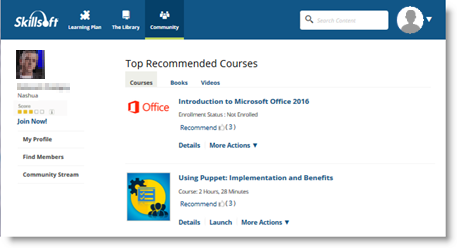 Skillsoft
Learning Plan
The Library
Community
Search Content
Nashua
Score
Join Now!
My Profile
Find Members
Community Stream
Top Recommended Courses
Courses Books Videos
Office
Introduction to Microsoft Office 2016
Enrollment Status : Not Enrolled
Recommend (3)
Details More Actions ▼
Using Puppet: Implementation and Benefits
Course: 2 Hours, 28 Minutes
Recommend (3)
Details Launch More Actions ▼